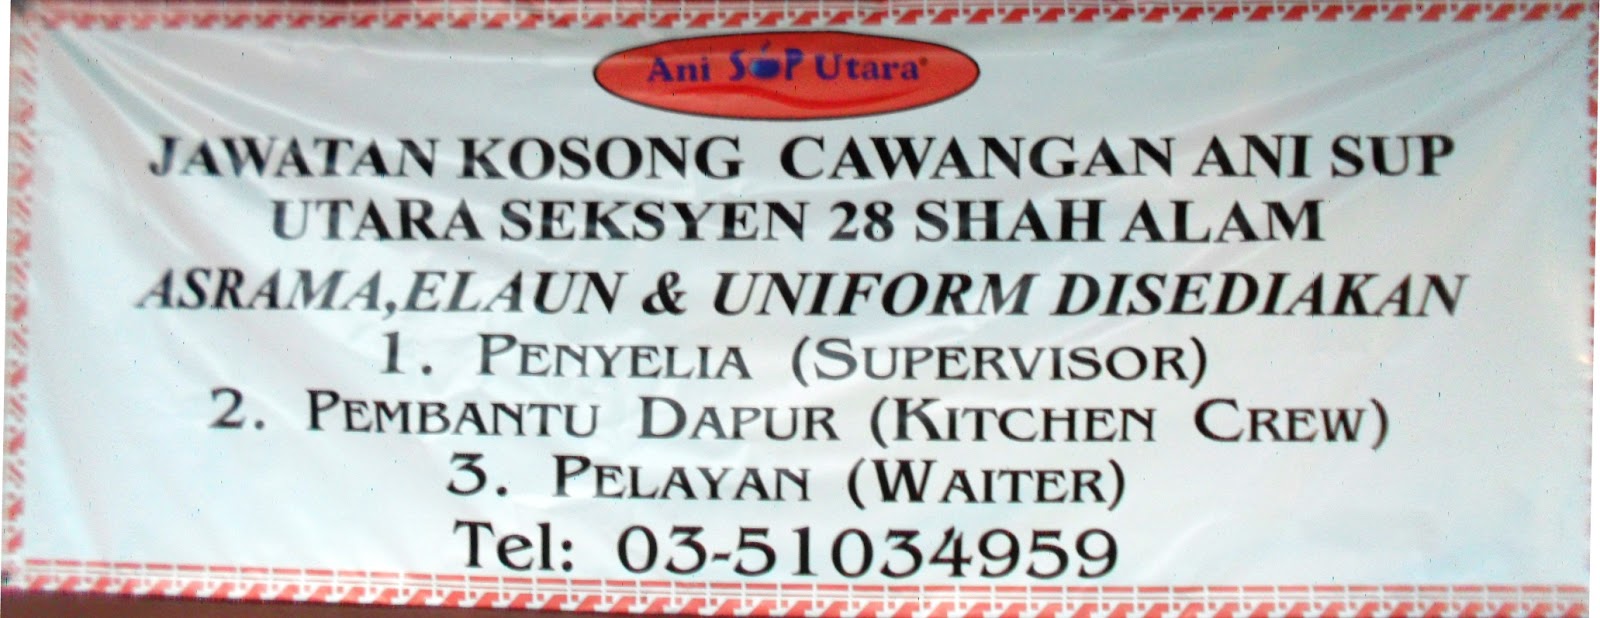 Ani SUP Utara®
JAWATAN KOSONG CAWANGAN ANI SUP
UTARA SEKSYEN 28 SHAH ALAM
ASRAMA,ELAUN & UNIFORM DISEDIAKAN
1. PENYELIA (SUPERVISOR)
2. PEMBANTU DAPUR (KITCHEN CREW)
3. PELAYAN (WAITER)
Tel: 03-51034959